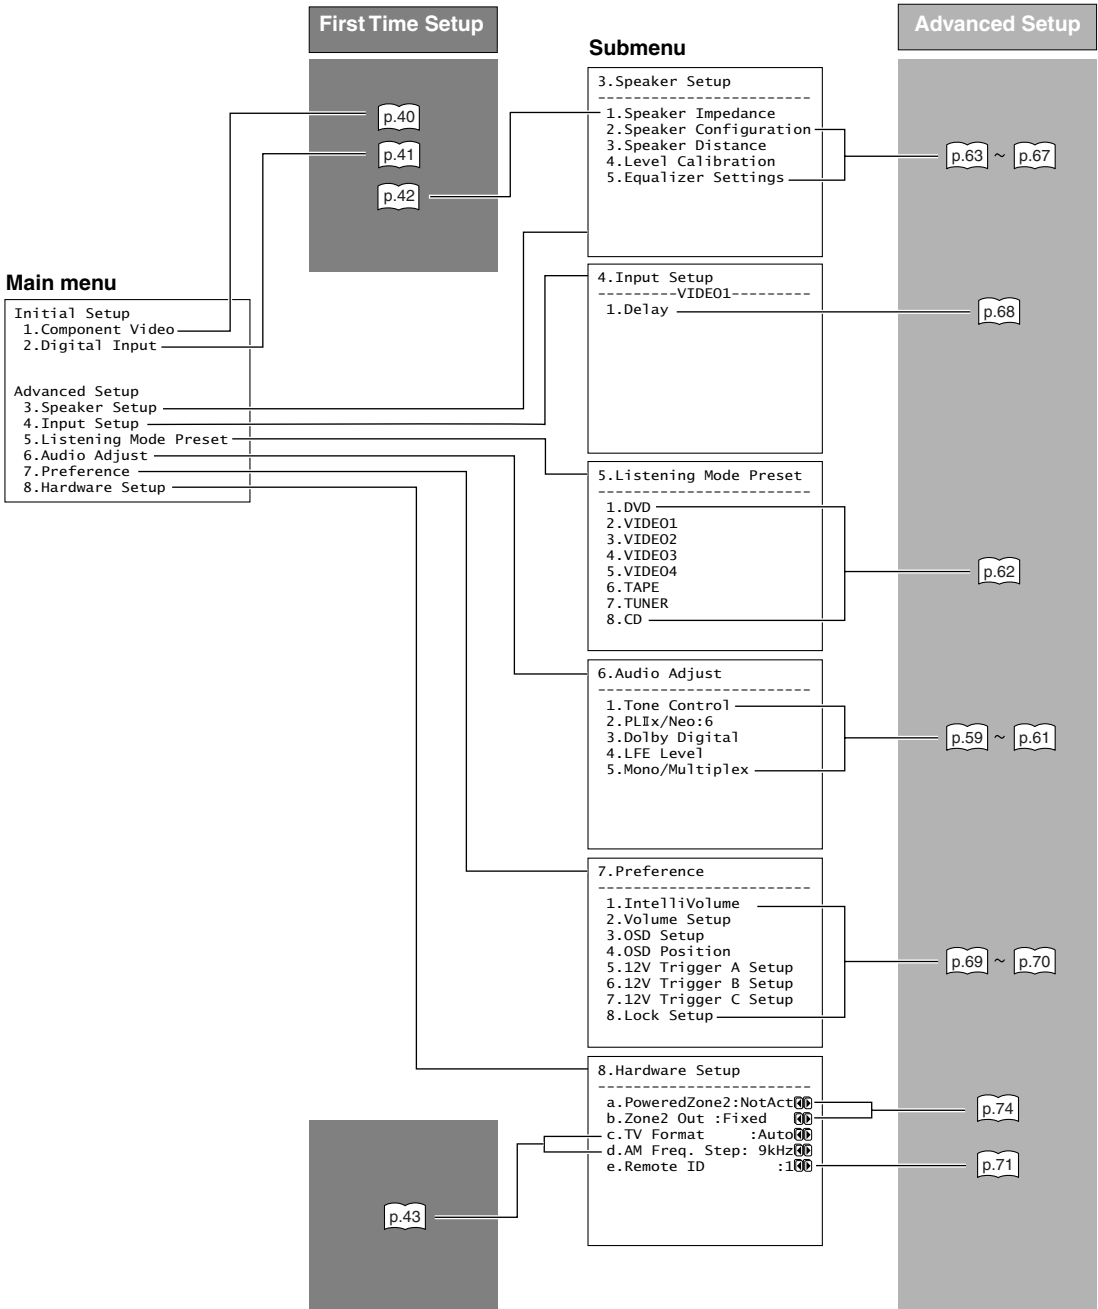 First Time Setup
Advanced Setup
Submenu
p.40
p.41
p.42
3.Speaker Setup
1.Speaker Impedance
2.Speaker Configuration
3.Speaker Distance
4.Level Calibration
5.Equalizer Settings
p.63 ~ p.67
Main menu
Initial Setup
1.Component Video
2.Digital Input
Advanced Setup
3.Speaker Setup
4.Input Setup
5.Listening Mode Preset
6.Audio Adjust
7.Preference
8.Hardware Setup
4.Input Setup
---------VIDEO1---------
1.Delay
p.68
5.Listening Mode Preset
1.DVD
2.VIDEO1
3.VIDEO2
4.VIDEO3
5.VIDEO4
6.TAPE
7.TUNER
8.CD
p.62
6.Audio Adjust
1.Tone Control
2.PLⅡx/Neo:6
3.Dolby Digital
4.LFE Level
5.Mono/Multiplex
p.59 ~ p.61
7.Preference
1.IntelliVolume
2.Volume Setup
3.OSD Setup
4.OSD Position
5.12V Trigger A Setup
6.12V Trigger B Setup
7.12V Trigger C Setup
8.Lock Setup
p.69 ~ p.70
8.Hardware Setup
a.PoweredZone2:NotAct
b.Zone2 Out :Fixed
c.TV Format :Auto
d.AM Freq. Step: 9kHz
e.Remote ID :1
p.74
p.71
p.43